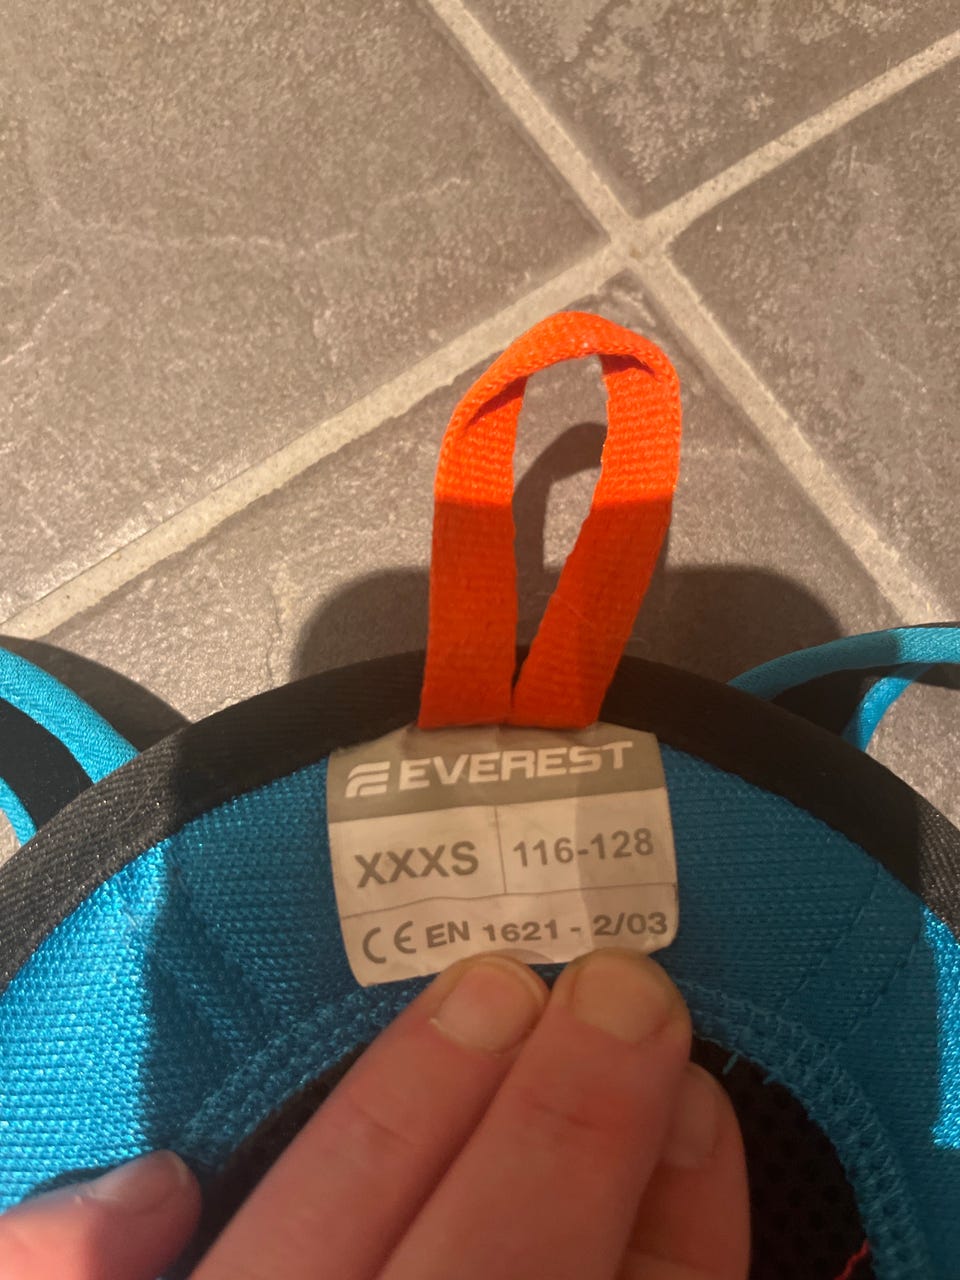 EVEREST
XXXS 116-128
CE EN 1621 - 2/03